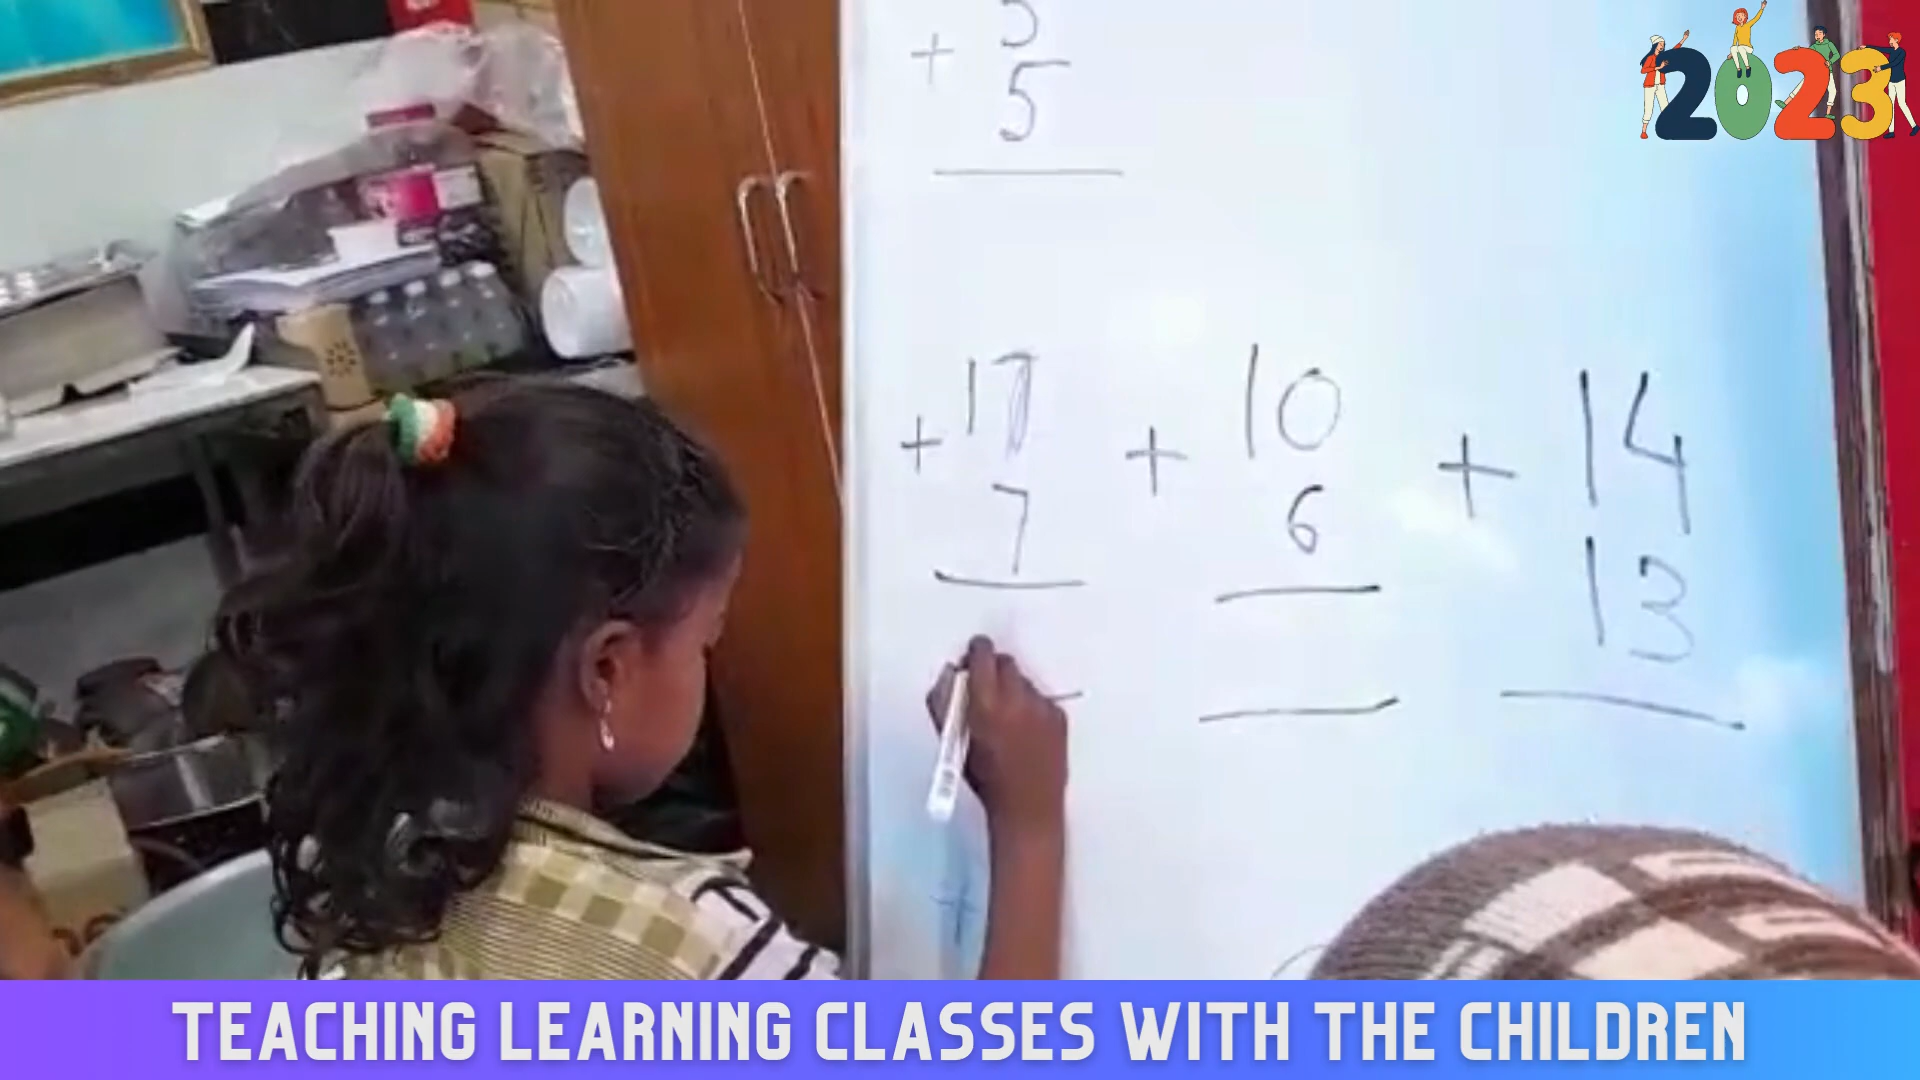 2023
+ 5
+ 17 + 10 + 14
7 6 13
TEACHING LEARNING CLASSES WITH THE CHILDREN